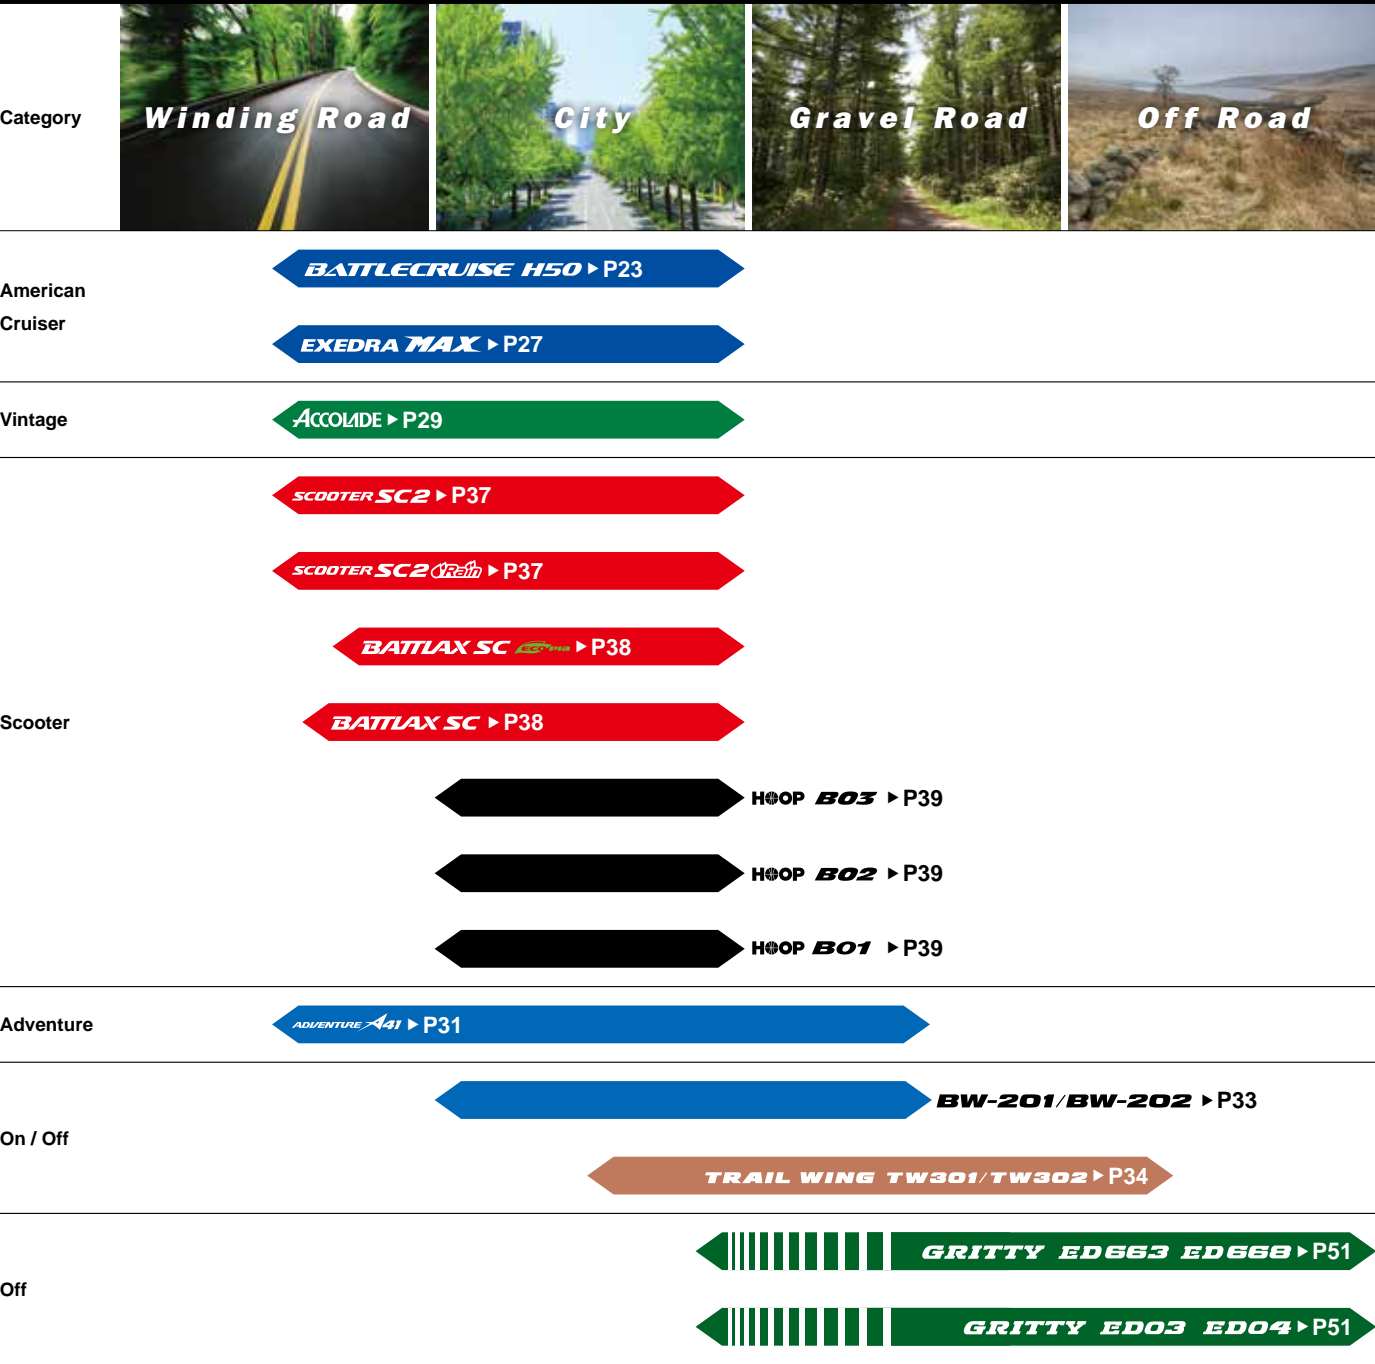 Category
Winding Road
City
Gravel Road
Off Road
American
Cruiser
BATTLECRUISE H50 ▶ P23
EXEDRA MAX ▶ P27
Vintage
ACCOLADE ▶ P29
Scooter
SCOOTER SC2 ▶ P37
SCOOTER SC2 Rain ▶ P37
BATTLAX SC ECOPIA ▶ P38
BATTLAX SC ▶ P38
HOOP B03 ▶ P39
HOOP B02 ▶ P39
HOOP B01 ▶ P39
Adventure
ADVENTURE A41 ▶ P31
On / Off
BW-201/BW-202 ▶ P33
TRAIL WING TW301/TW302 ▶ P34
Off
GRITTY ED663 ED668 ▶ P51
GRITTY ED03 ED04 ▶ P51